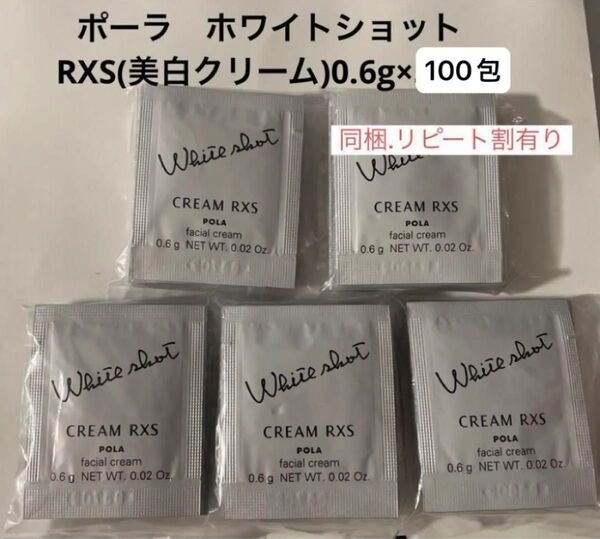 ポーラ　ホワイトショット
RXS(美白クリーム)0.6g× 100包
同梱.リピート割有り
White shot
CREAM RXS
POLA
facial cream
0.6 g NET WT. 0.02 Oz.
White shot
CREAM RXS
POLA
facial cream
0.6 g NET WT. 0.02 Oz.
White shot
CREAM RXS
POLA
facial cream
0.6 g NET WT. 0.02 Oz.
White shot
CREAM RXS
POLA
facial cream
0.6 g NET WT. 0.02 Oz.
White shot
CREAM RXS
POLA
facial cream
0.6 g NET WT. 0.02 Oz.